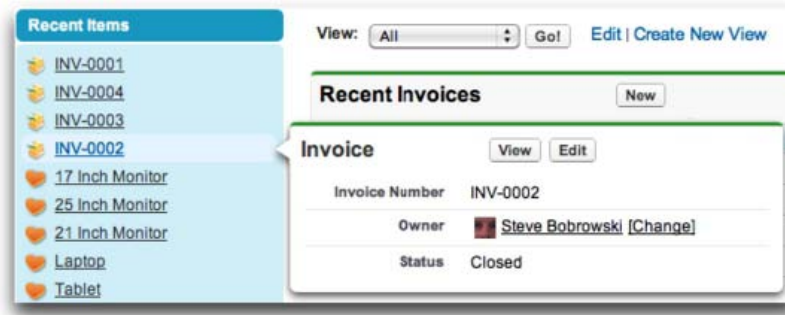 Recent Items
INV-0001
INV-0004
INV-0003
INV-0002
17 Inch Monitor
25 Inch Monitor
21 Inch Monitor
Laptop
Tablet
View: All Go! Edit | Create New View
Recent Invoices New
Invoice View Edit
Invoice Number INV-0002
Owner Steve Bobrowski [Change]
Status Closed